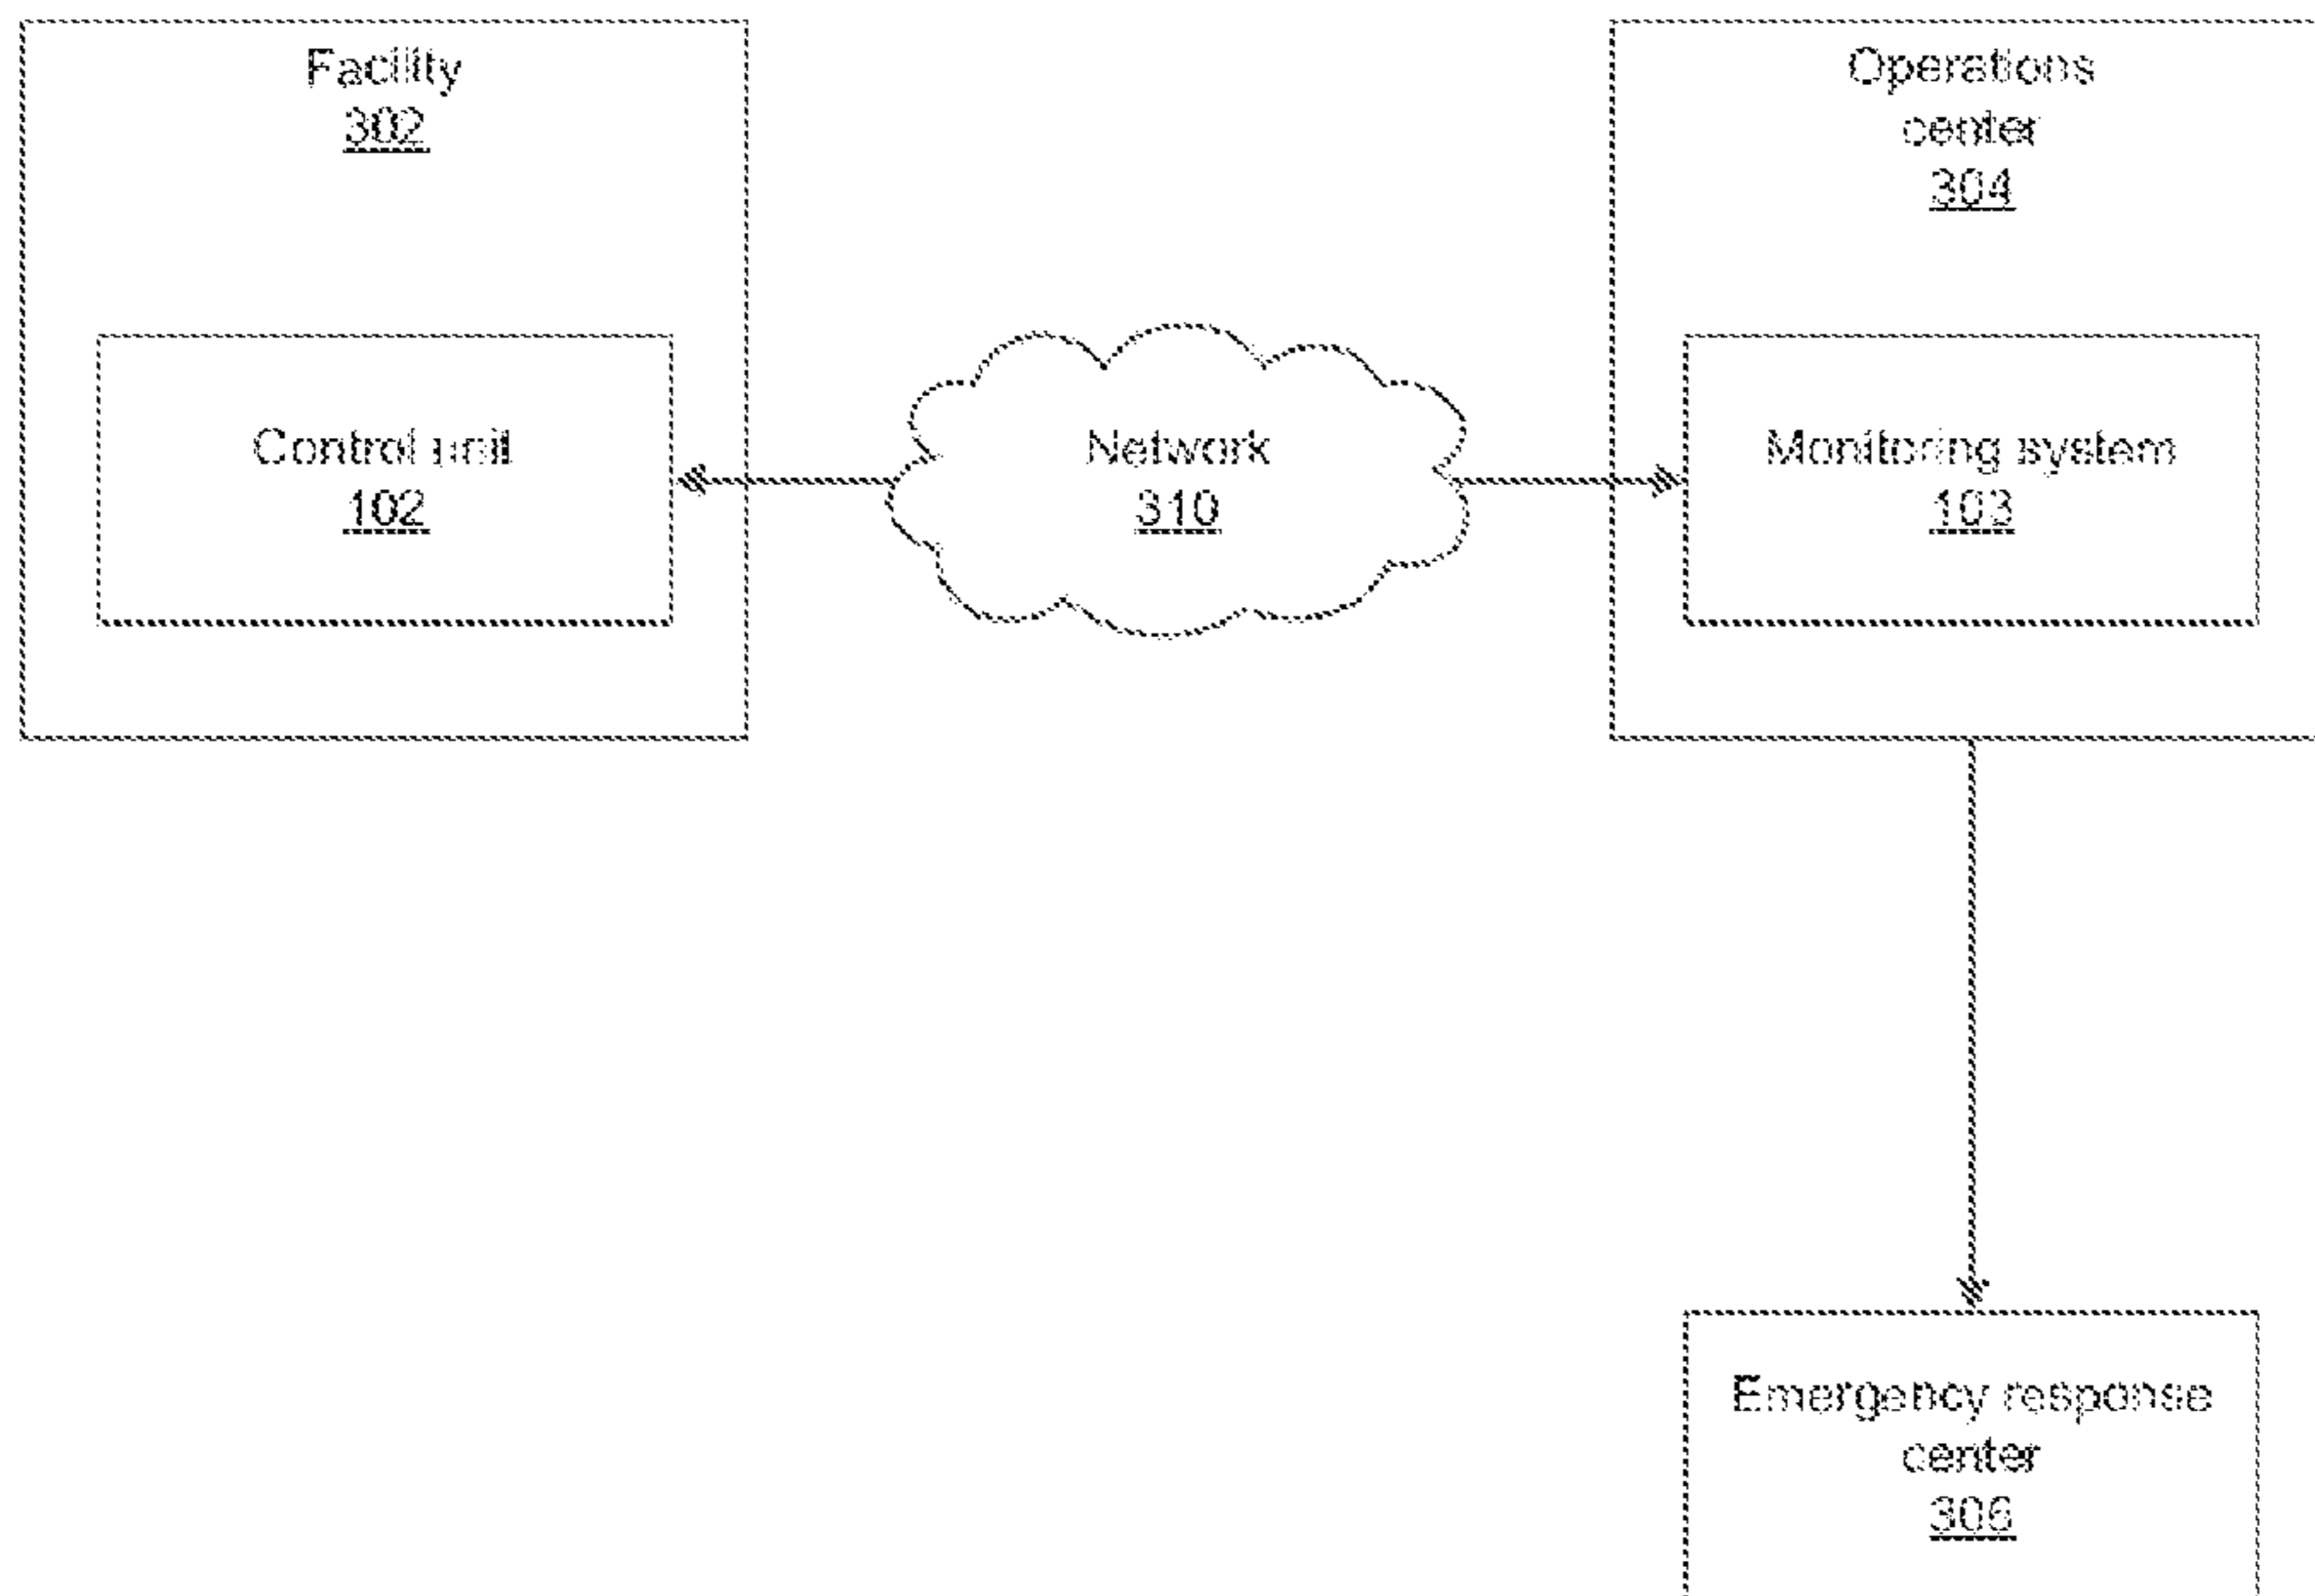 Facility
302
Operations
center
304
Control unit
102
Network
310
Monitoring system
103
Emergency response
center
306